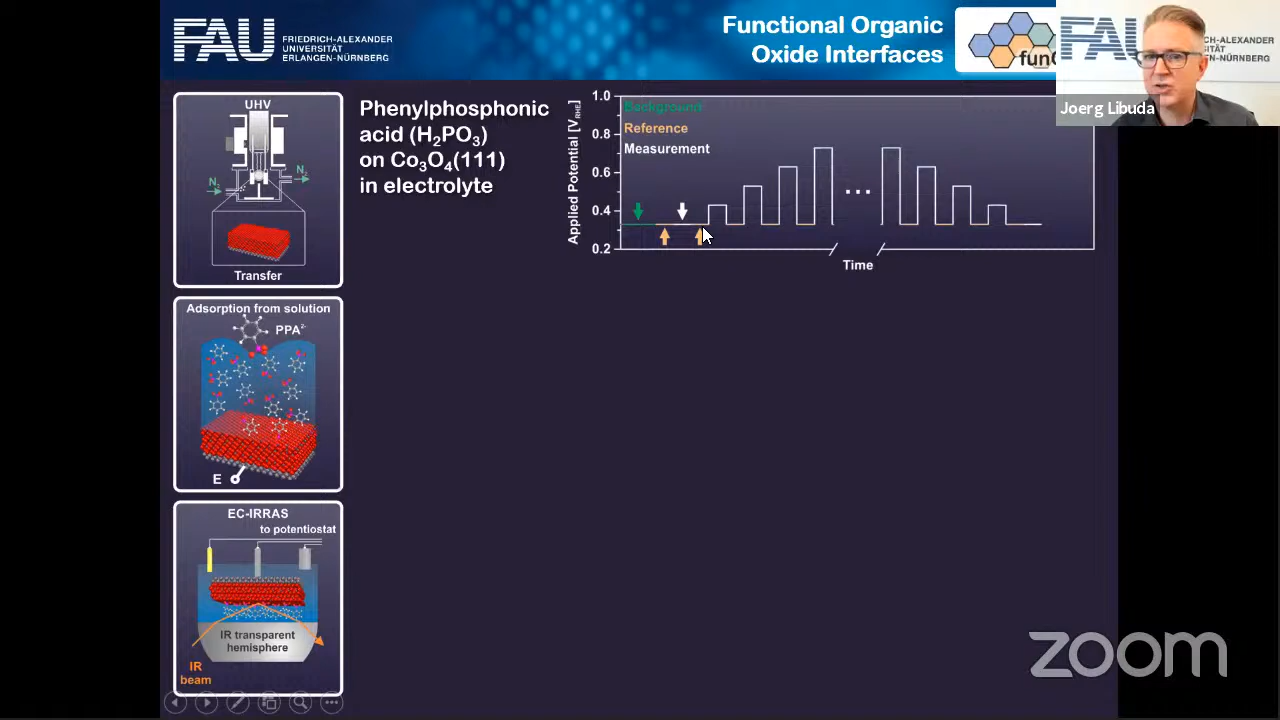 FAU FRIEDRICH-ALEXANDER
UNIVERSITÄT
ERLANGEN-NÜRNBERG
Functional Organic
Oxide Interfaces
fun
Joerg Libuda
UHV
N2
N2
Transfer
Phenylphosphonic
acid (H2PO3)
on Co3O4(111)
in electrolyte
Applied Potential [VRHE]
1.0
0.8
0.6
0.4
0.2
Background
Reference
Measurement
...
Time
Adsorption from solution
PPA2-
E
EC-IRRAS
to potentiostat
IR transparent
hemisphere
IR
beam
zoom